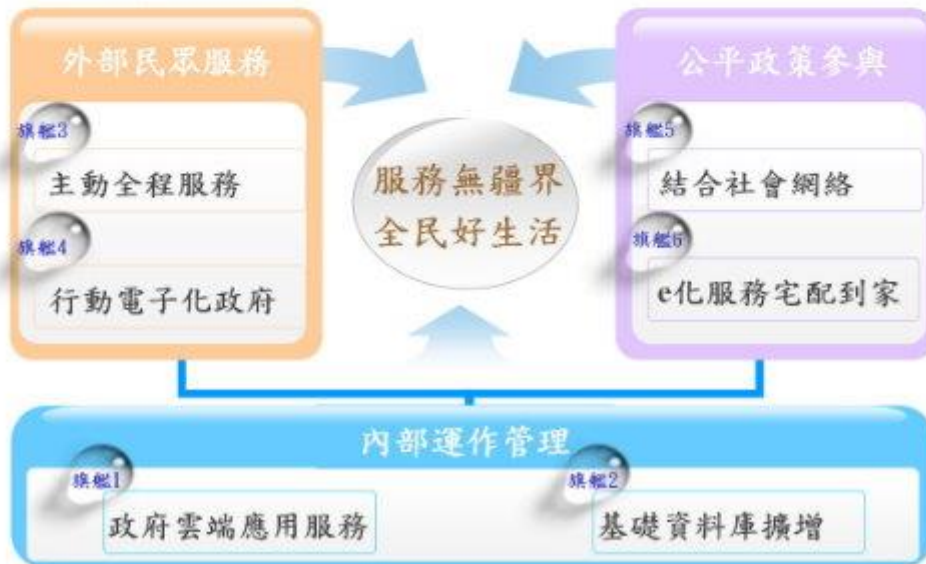 外部民眾服務
旗艦3
主動全程服務
旗艦4
行動電子化政府
服務無疆界
全民好生活
公平政策參與
旗艦5
結合社會網絡
旗艦6
e化服務宅配到家
內部運作管理
旗艦1
政府雲端應用服務
旗艦2
基礎資料庫擴增